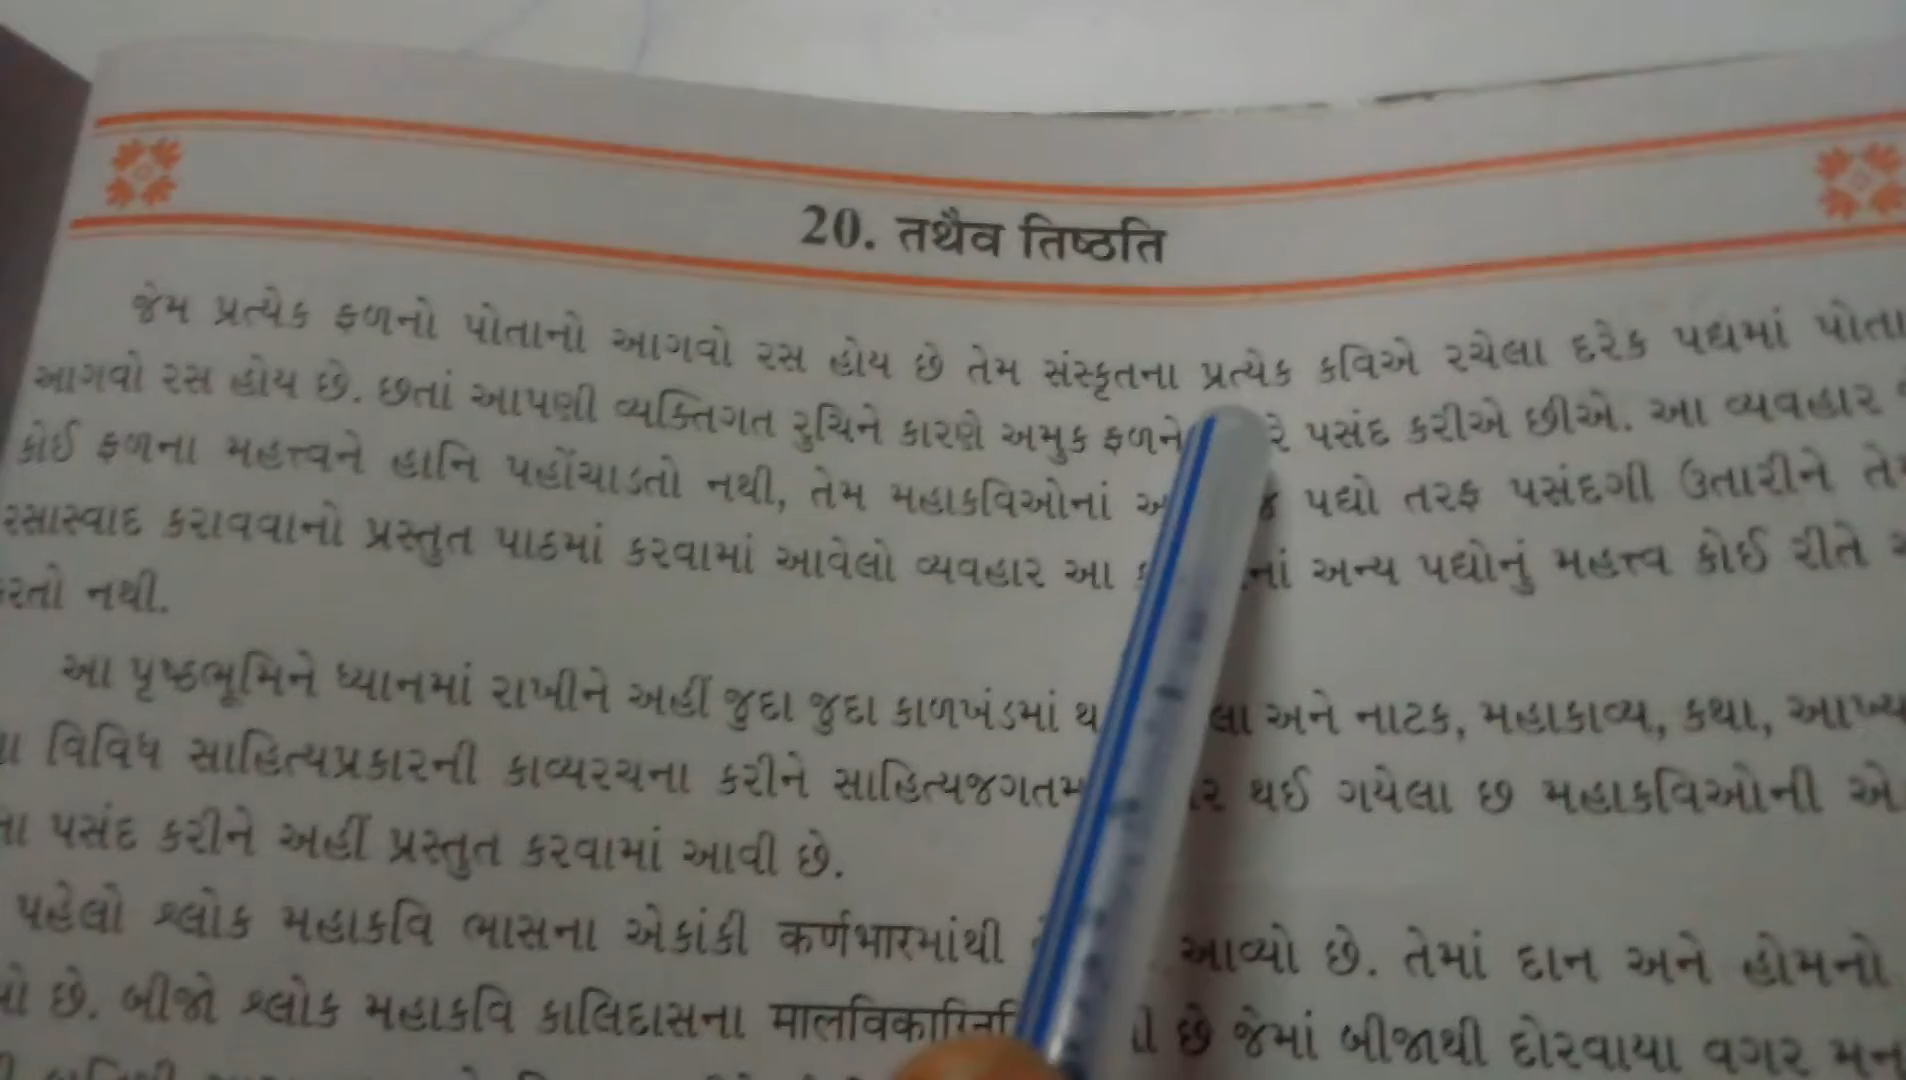 20. तथैव तिष्ठति
જેમ પ્રત્યેક ફળનો પોતાનો આગવો રસ હોય છે તેમ સંસ્કૃતના પ્રત્યેક કવિએ રચેલા દરેક પદ્યમાં પોતા
આગવો રસ હોય છે. છતાં આપણી વ્યક્તિગત રુચિને કારણે અમુક ફળને રે પસંદ કરીએ છીએ. આ વ્યવહાર
કોઈ ફળના મહત્ત્વને હાનિ પહોંચાડતો નથી, તેમ મહાકવિઓનાં પદ્યો તરફ પસંદગી ઉતારીને
રસાસ્વાદ કરાવવાનો પ્રસ્તુત પાઠમાં કરવામાં આવેલો વ્યવહાર આ નાં અન્ય પદ્યોનું મહત્ત્વ કોઈ રીતે
રતો નથી.
આ પૃષ્ઠભૂમિને ધ્યાનમાં રાખીને અહીં જુદા જુદા કાળખંડમાં થ લા અને નાટક, મહાકાવ્ય, કથા, આખ્ય
ા વિવિધ સાહિત્યપ્રકારની કાવ્યરચના કરીને સાહિત્યજગતમ ર થઈ ગયેલા છ મહાકવિઓની એ
તા પસંદ કરીને અહીં પ્રસ્તુત કરવામાં આવી છે.
પહેલો શ્લોક મહાકવિ ભાસના એકાંકી कर्णभारમાંથી આવ્યો છે. તેમાં દાન અને હોમનો
યો છે. બીજો શ્લોક મહાકવિ કાલિદાસના मालविकाग्नि છે જેમાં બીજાથી દોરવાયા વગર મન